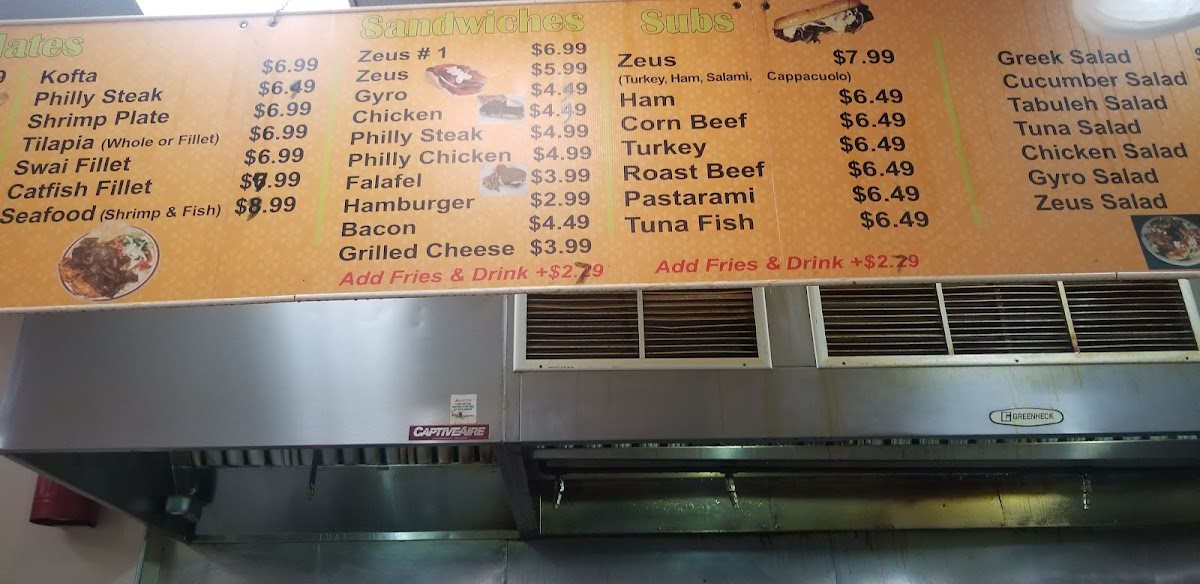 lates
Kofta $6.99
Philly Steak $6.49
Shrimp Plate $6.99
Tilapia (Whole or Fillet) $6.99
Swai Fillet $6.99
Catfish Fillet .99
Seafood (Shrimp & Fish) $8.99
Sandwiches
Zeus # 1 $6.99
Zeus $5.99
Gyro $4.49
Chicken $4.49
Philly Steak $4.99
Philly Chicken $4.99
Falafel $3.99
Hamburger $2.99
Bacon $4.49
Grilled Cheese $3.99
Add Fries & Drink +$2.79
Subs
Zeus $7.99
(Turkey, Ham, Salami, Cappacuolo)
Ham $6.49
Corn Beef $6.49
Turkey $6.49
Roast Beef $6.49
Pastarami $6.49
Tuna Fish $6.49
Add Fries & Drink +$2.79
Greek Salad
Cucumber Salad
Tabuleh Salad
Tuna Salad
Chicken Salad
Gyro Salad
Zeus Salad
CAPTIVEAIRE
GREENHECK